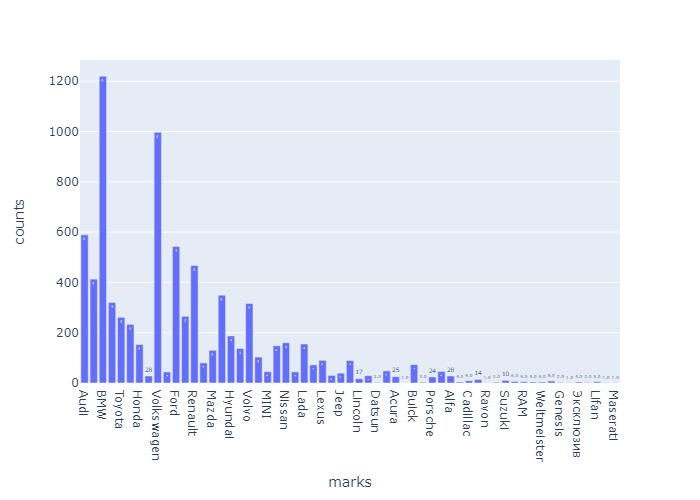 1200
1000
800
600
400
200
0
counts
28
17
25
24
28
14
10
Audi
BMW
Toyota
Honda
Volkswagen
Ford
Renault
Mazda
Hyundai
Volvo
MINI
Nissan
Lada
Lexus
Jeep
Lincoln
Datsun
Acura
Buick
Porsche
Alfa
Cadillac
Ravon
Suzuki
RAM
Weltmeister
Genesis
Эксклюзив
Lifan
Maserati
marks